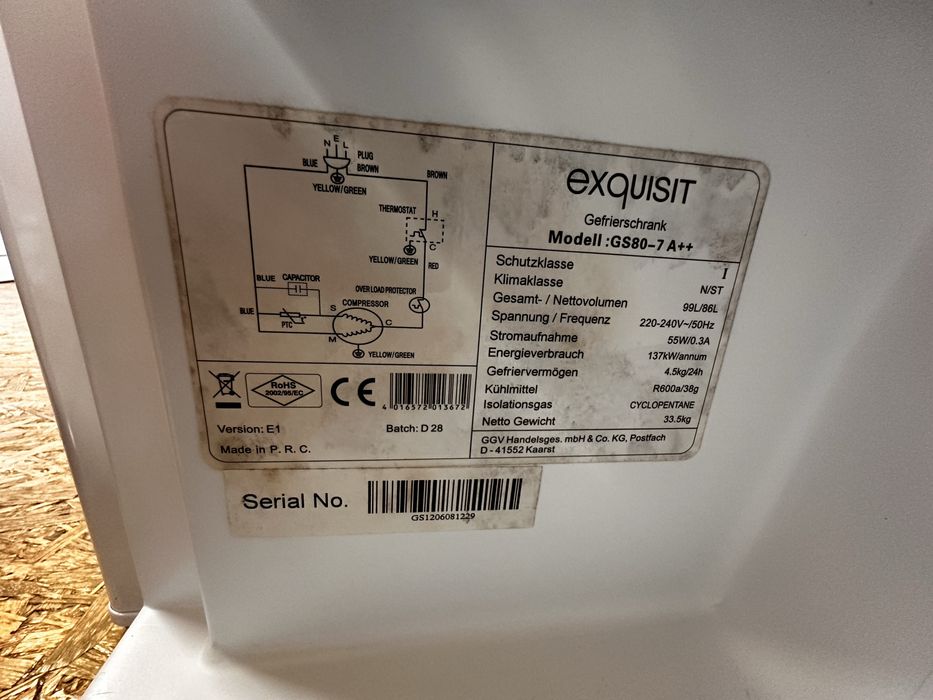 N E L
PLUG
BLUE
BROWN
BROWN
YELLOW/GREEN
THERMOSTAT
H
C
YELLOW/GREEN
RED
BLUE
CAPACITOR
OVER LOAD PROTECTOR
COMPRESSOR
BLUE
S
PTC
C
M
YELLOW/GREEN
RoHS
2002/95/EC
CE
4 016572 013672
Version: E1
Batch: D 28
Made in P. R. C.
exquisit
Gefrierschrank
Modell :GS80-7 A++
Schutzklasse I
Klimaklasse N/ST
Gesamt- / Nettovolumen 99L/86L
Spannung / Frequenz 220-240V~/50Hz
Stromaufnahme 55W/0.3A
Energieverbrauch 137kW/annum
Gefriervermögen 4.5kg/24h
Kühlmittel R600a/38g
Isolationsgas CYCLOPENTANE
Netto Gewicht 33.5kg
GGV Handelsges. mbH & Co. KG, Postfach
D - 41552 Kaarst
Serial No.
GS1206081229